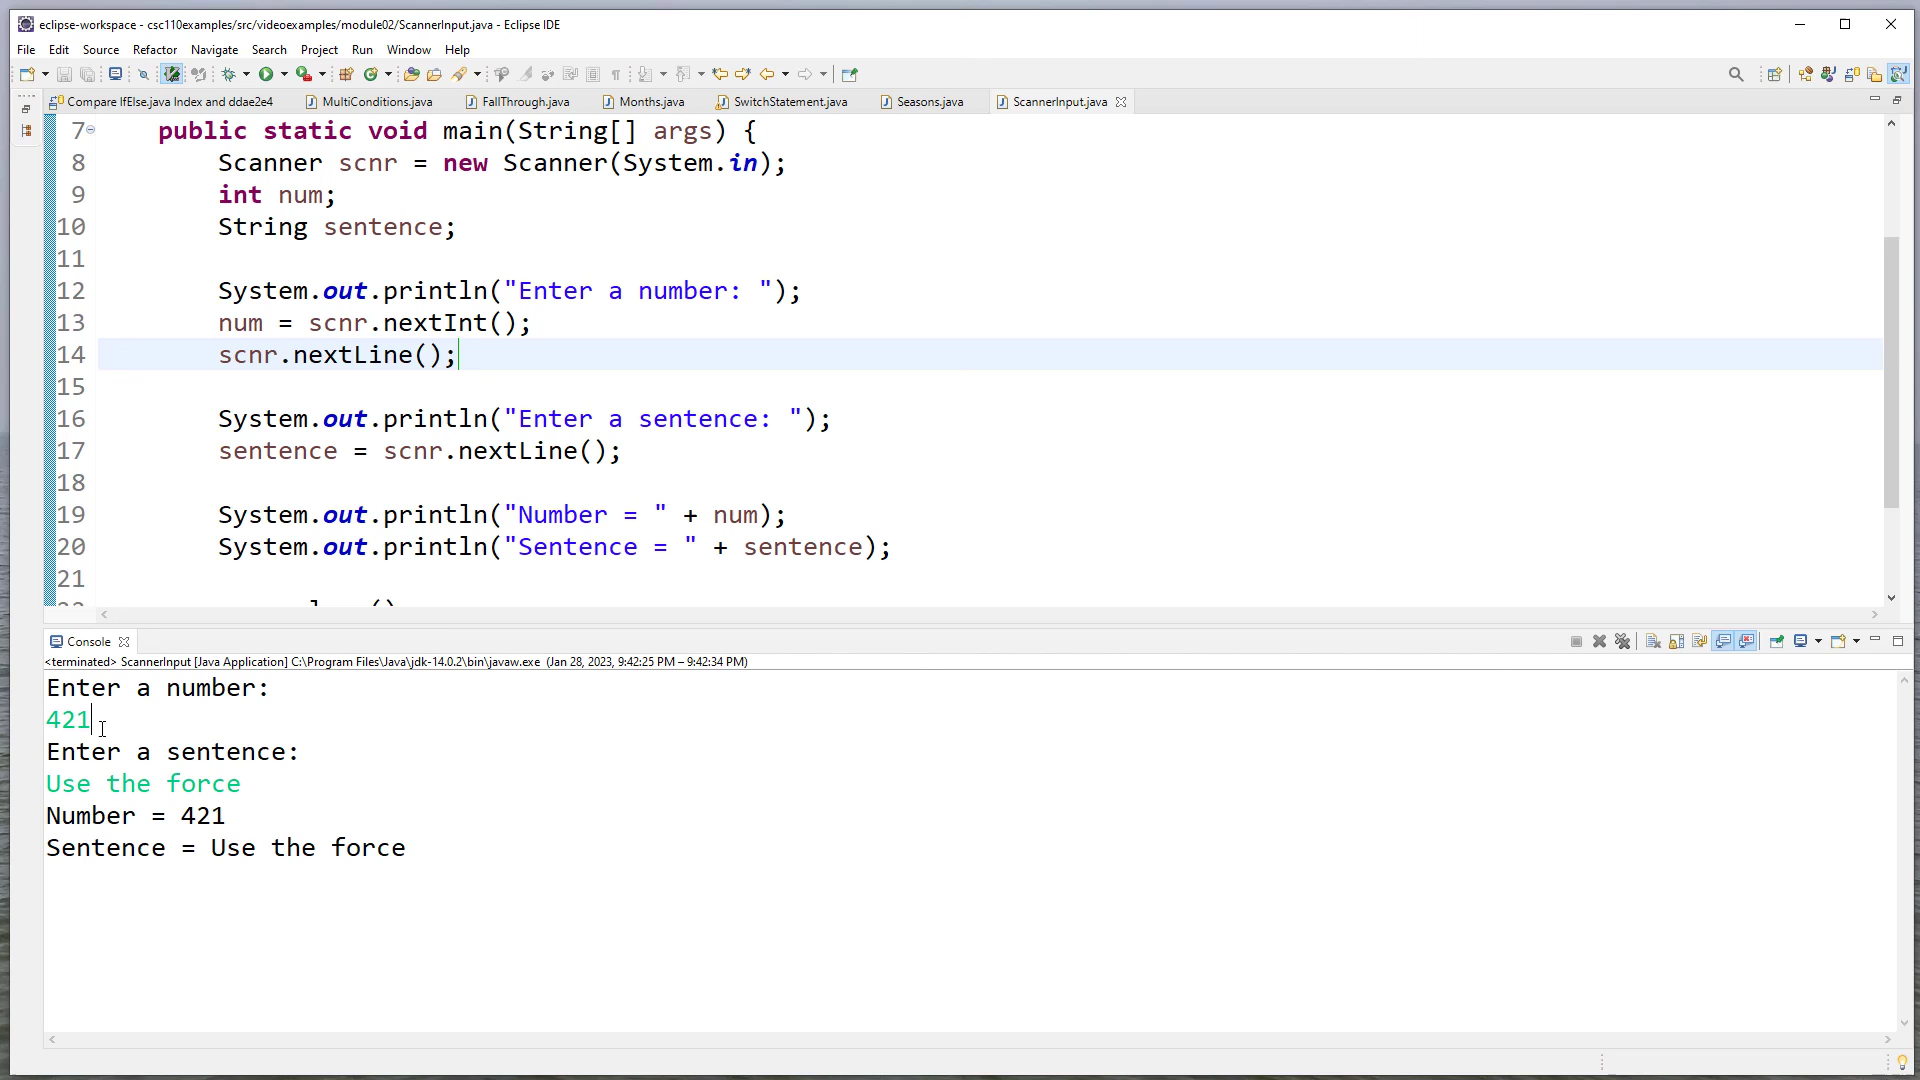 eclipse-workspace - csc110examples/src/videoexamples/module02/ScannerInput.java - Eclipse IDE
File Edit Source Refactor Navigate Search Project Run Window Help
Compare IfElse.java Index and ddae2e4 MultiConditions.java FallThrough.java Months.java SwitchStatement.java Seasons.java ScannerInput.java
7 public static void main(String[] args) {
8 Scanner scnr = new Scanner(System.in);
9 int num;
10 String sentence;
11
12 System.out.println("Enter a number: ");
13 num = scnr.nextInt();
14 scnr.nextLine();
15
16 System.out.println("Enter a sentence: ");
17 sentence = scnr.nextLine();
18
19 System.out.println("Number = " + num);
20 System.out.println("Sentence = " + sentence);
21
Console
<terminated> ScannerInput [Java Application] C:\Program Files\Java\jdk-14.0.2\bin\javaw.exe (Jan 28, 2023, 9:42:25 PM – 9:42:34 PM)
Enter a number:
421
Enter a sentence:
Use the force
Number = 421
Sentence = Use the force